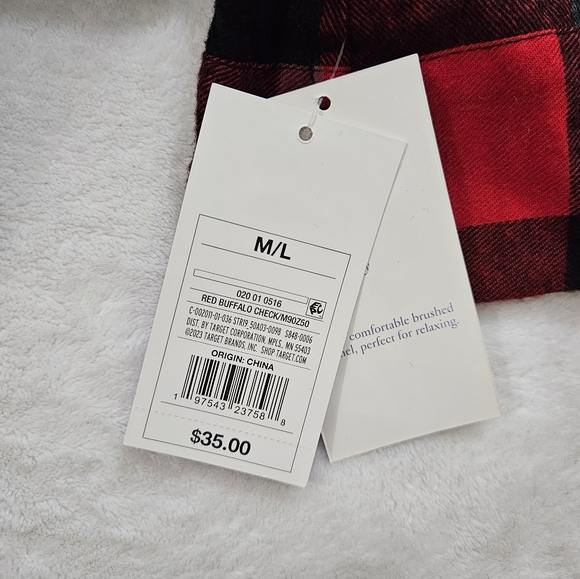 M/L
020 01 0516
RED BUFFALO CHECK/M90Z50
C-002011-01-036 STR19_50A03-0098 5848-0006
DIST. BY TARGET CORPORATION, MPLS., MN 55403
©2023 TARGET BRANDS, INC. SHOP TARGET.COM
ORIGIN: CHINA
1 97543 23758 8
$35.00
comfortable brushed
perfect for relaxing.